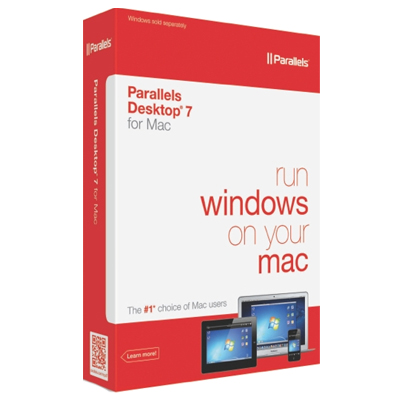 Windows sold separately
|| Parallels®
Parallels
Desktop® 7
for Mac
Parallels Desktop® 7 for Mac
run
windows
on your
mac
The #1* choice of Mac users
Learn more!